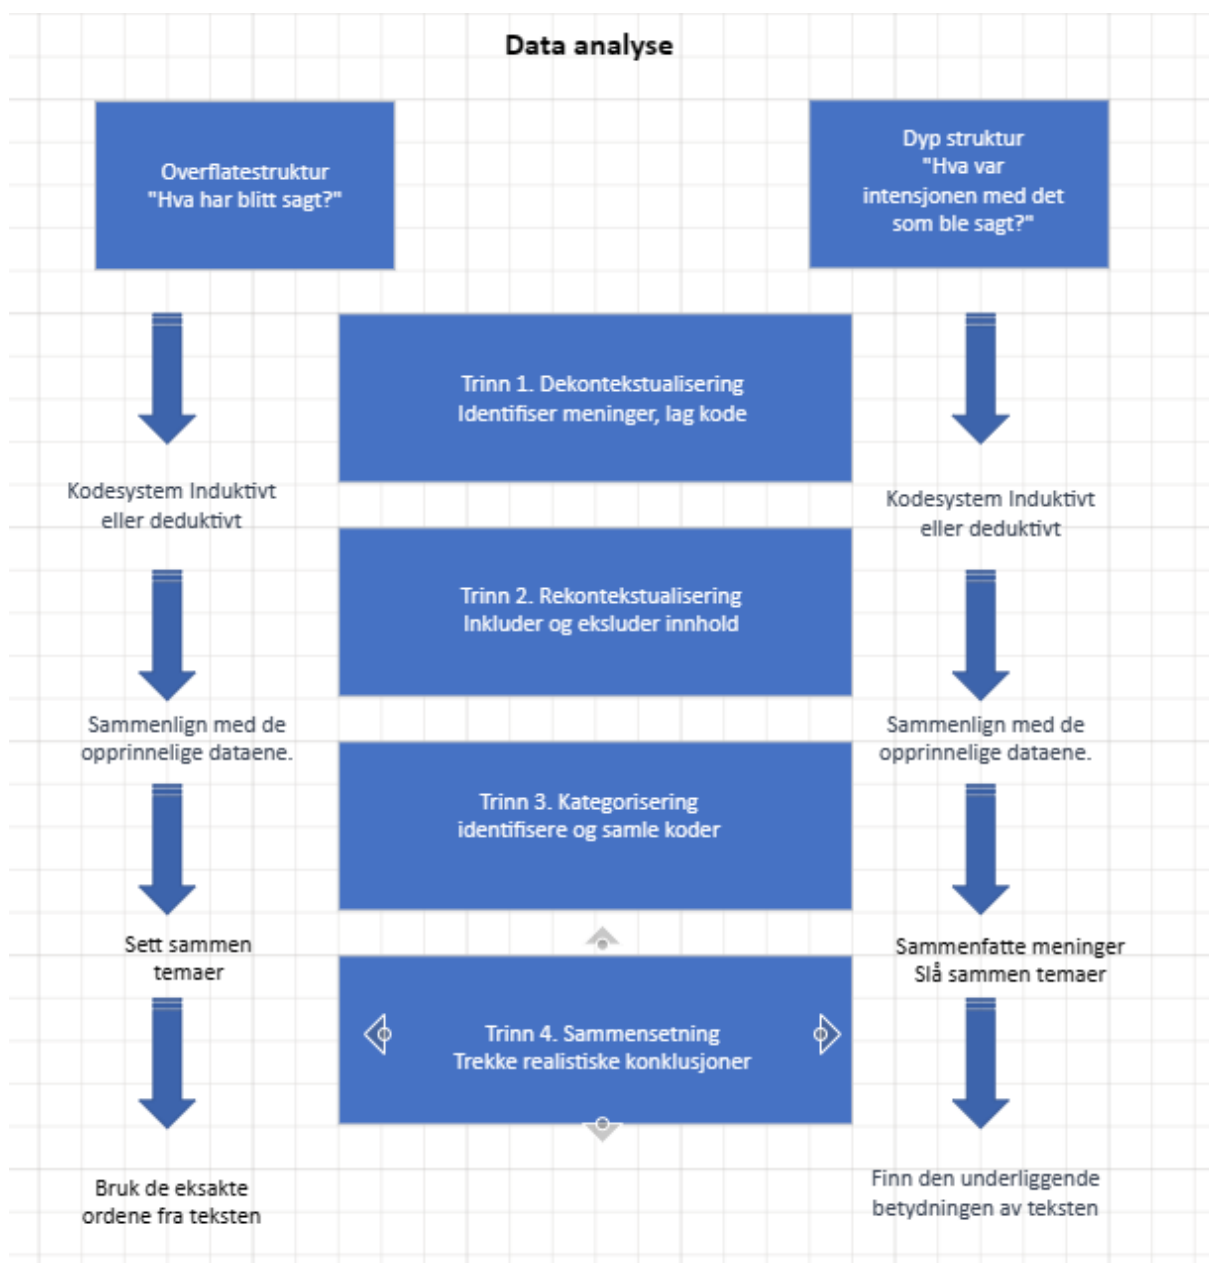 Data analyse
Overflatestruktur
"Hva har blitt sagt?"
Dyp struktur
"Hva var
intensjonen med det
som ble sagt?"
Trinn 1. Dekontekstualisering
Identifiser meninger, lag kode
Kodesystem Induktivt
eller deduktivt
Kodesystem Induktivt
eller deduktivt
Trinn 2. Rekontekstualisering
Inkluder og eksluder innhold
Sammenlign med de
opprinnelige dataene.
Sammenlign med de
opprinnelige dataene.
Trinn 3. Kategorisering
identifisere og samle koder
Sett sammen
temaer
Sammenfatte meninger
Slå sammen temaer
Trinn 4. Sammensetning
Trekke realistiske konklusjoner
Bruk de eksakte
ordene fra teksten
Finn den underliggende
betydningen av teksten